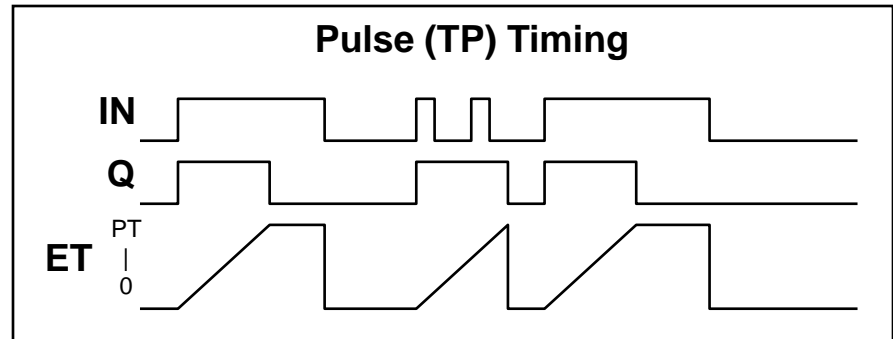 Pulse (TP) Timing
IN
Q
PT
ET |
0